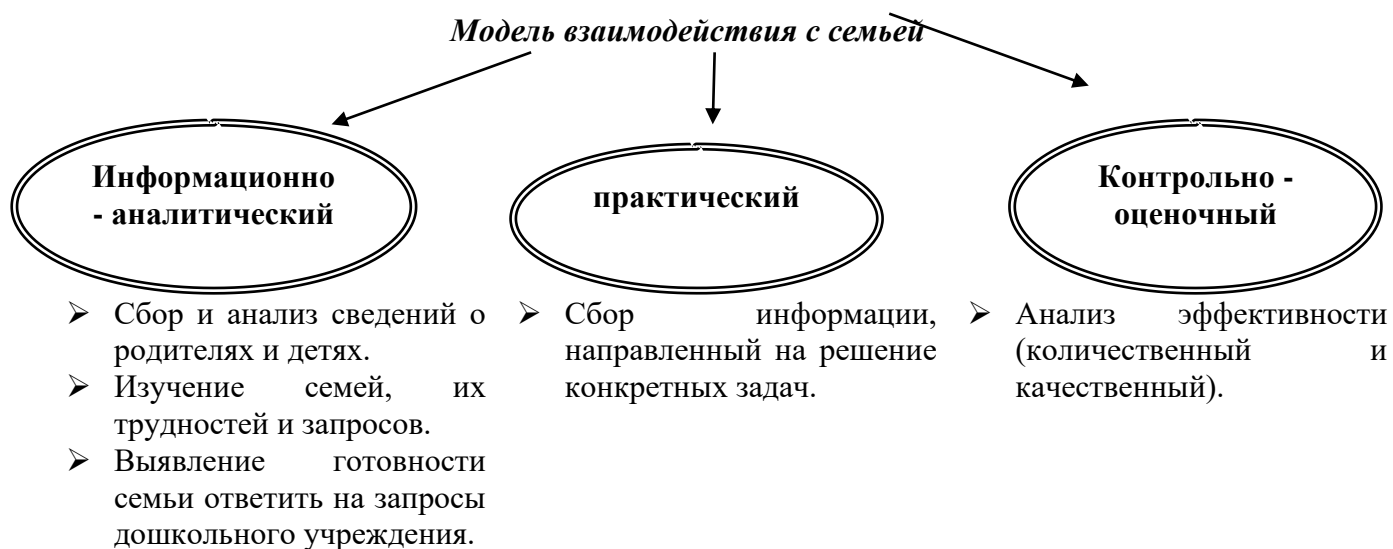 Модель взаимодействия с семьей
Информационно
- аналитический
практический
Контрольно -
оценочный
➢ Сбор и анализ сведений о
родителях и детях.
➢ Изучение семей, их
трудностей и запросов.
➢ Выявление готовности
семьи ответить на запросы
дошкольного учреждения.
➢ Сбор информации,
направленный на решение
конкретных задач.
➢ Анализ эффективности
(количественный и
качественный).